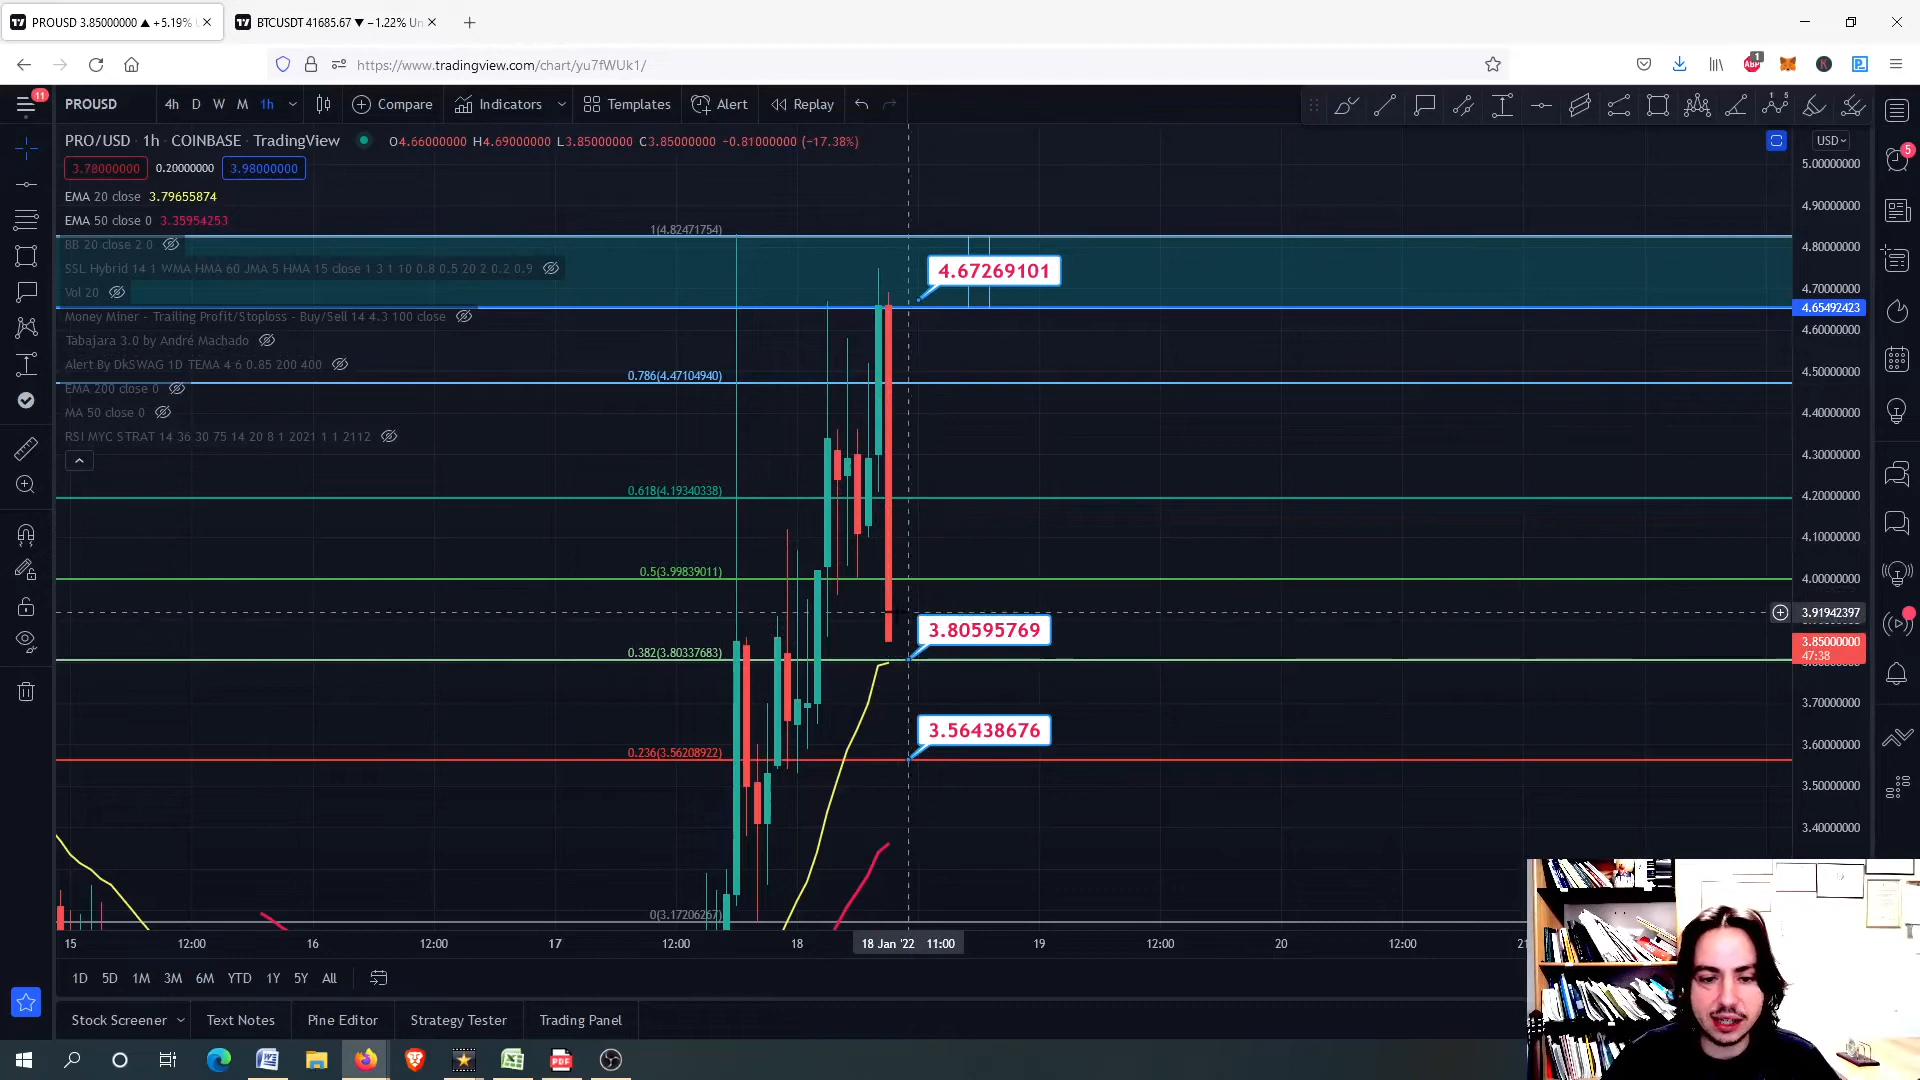 PROUSD 3.85000000 ▲ +5.19% U
BTCUSDT 41685.67 ▼ −1.22% Un
https://www.tradingview.com/chart/yu7fWUk1/
1
11
PROUSD 4h D W M 1h Compare Indicators Templates Alert Replay
PRO/USD · 1h · COINBASE · TradingView O4.66000000 H4.69000000 L3.85000000 C3.85000000 −0.81000000 (−17.38%)
USD
5
3.78000000 0.20000000 3.98000000
EMA 20 close 3.79655874
EMA 50 close 0 3.35954253
BB 20 close 2 0
SSL Hybrid 14 1 WMA HMA 60 JMA 5 HMA 15 close 1 3 1 10 0.8 0.5 20 2 0.2 0.9
Vol 20
Money Miner - Trailing Profit/Stoploss - Buy/Sell 14 4.3 100 close
Tabajara 3.0 by André Machado
Alert By DkSWAG 1D TEMA 4 6 0.85 200 400
EMA 200 close 0
MA 50 close 0
RSI MYC STRAT 14 36 30 75 14 20 8 1 2021 1 1 2112
1(4.82471754)
4.67269101
0.786(4.47104940)
0.618(4.19340338)
0.5(3.99839011)
3.80595769
0.382(3.80337683)
3.56438676
0.236(3.56208922)
0(3.17206267)
5.00000000
4.90000000
4.80000000
4.70000000
4.65492423
4.60000000
4.50000000
4.40000000
4.30000000
4.20000000
4.10000000
4.00000000
3.91942397
3.85000000
47:38
3.70000000
3.60000000
3.50000000
3.40000000
15 12:00 16 12:00 17 12:00 18 18 Jan '22 11:00 19 12:00 20 12:00
1D 5D 1M 3M 6M YTD 1Y 5Y All
Stock Screener Text Notes Pine Editor Strategy Tester Trading Panel